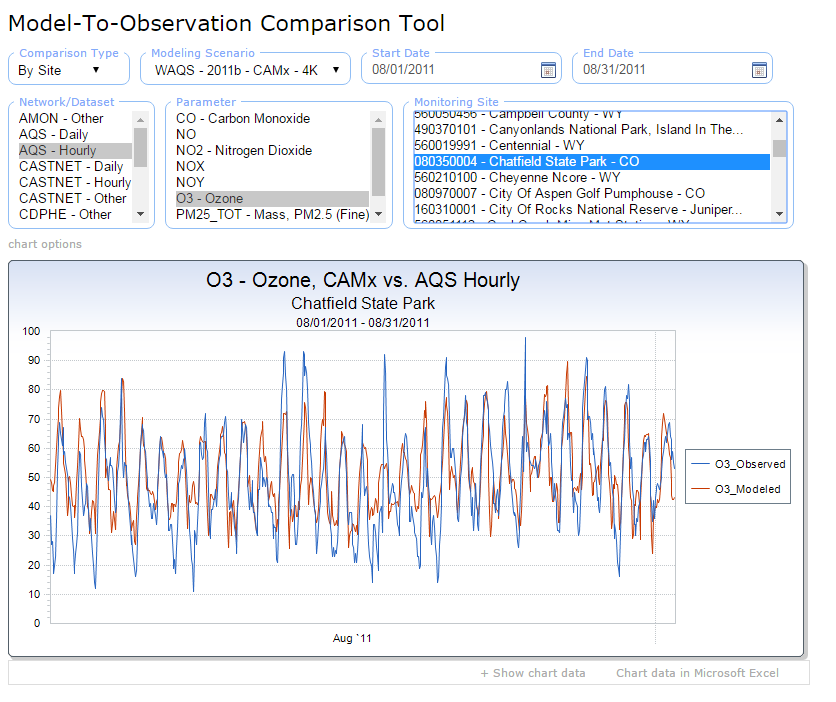 Model-To-Observation Comparison Tool
Comparison Type
By Site
Modeling Scenario
WAQS - 2011b - CAMx - 4K
Start Date
08/01/2011
End Date
08/31/2011
Network/Dataset
AMON - Other
AQS - Daily
AQS - Hourly
CASTNET - Daily
CASTNET - Hourly
CASTNET - Other
CDPHE - Other
Parameter
CO - Carbon Monoxide
NO
NO2 - Nitrogen Dioxide
NOX
NOY
O3 - Ozone
PM25_TOT - Mass, PM2.5 (Fine)
Monitoring Site
560050456 - Campbell County - WY
490370101 - Canyonlands National Park, Island In The...
560019991 - Centennial - WY
080350004 - Chatfield State Park - CO
560210100 - Cheyenne Ncore - WY
080970007 - City Of Aspen Golf Pumphouse - CO
160310001 - City Of Rocks National Reserve - Juniper...
chart options
O3 - Ozone, CAMx vs. AQS Hourly
Chatfield State Park
08/01/2011 - 08/31/2011
100
90
80
70
60
50
40
30
20
10
0
Aug `11
O3_Observed
O3_Modeled
+ Show chart data
Chart data in Microsoft Excel